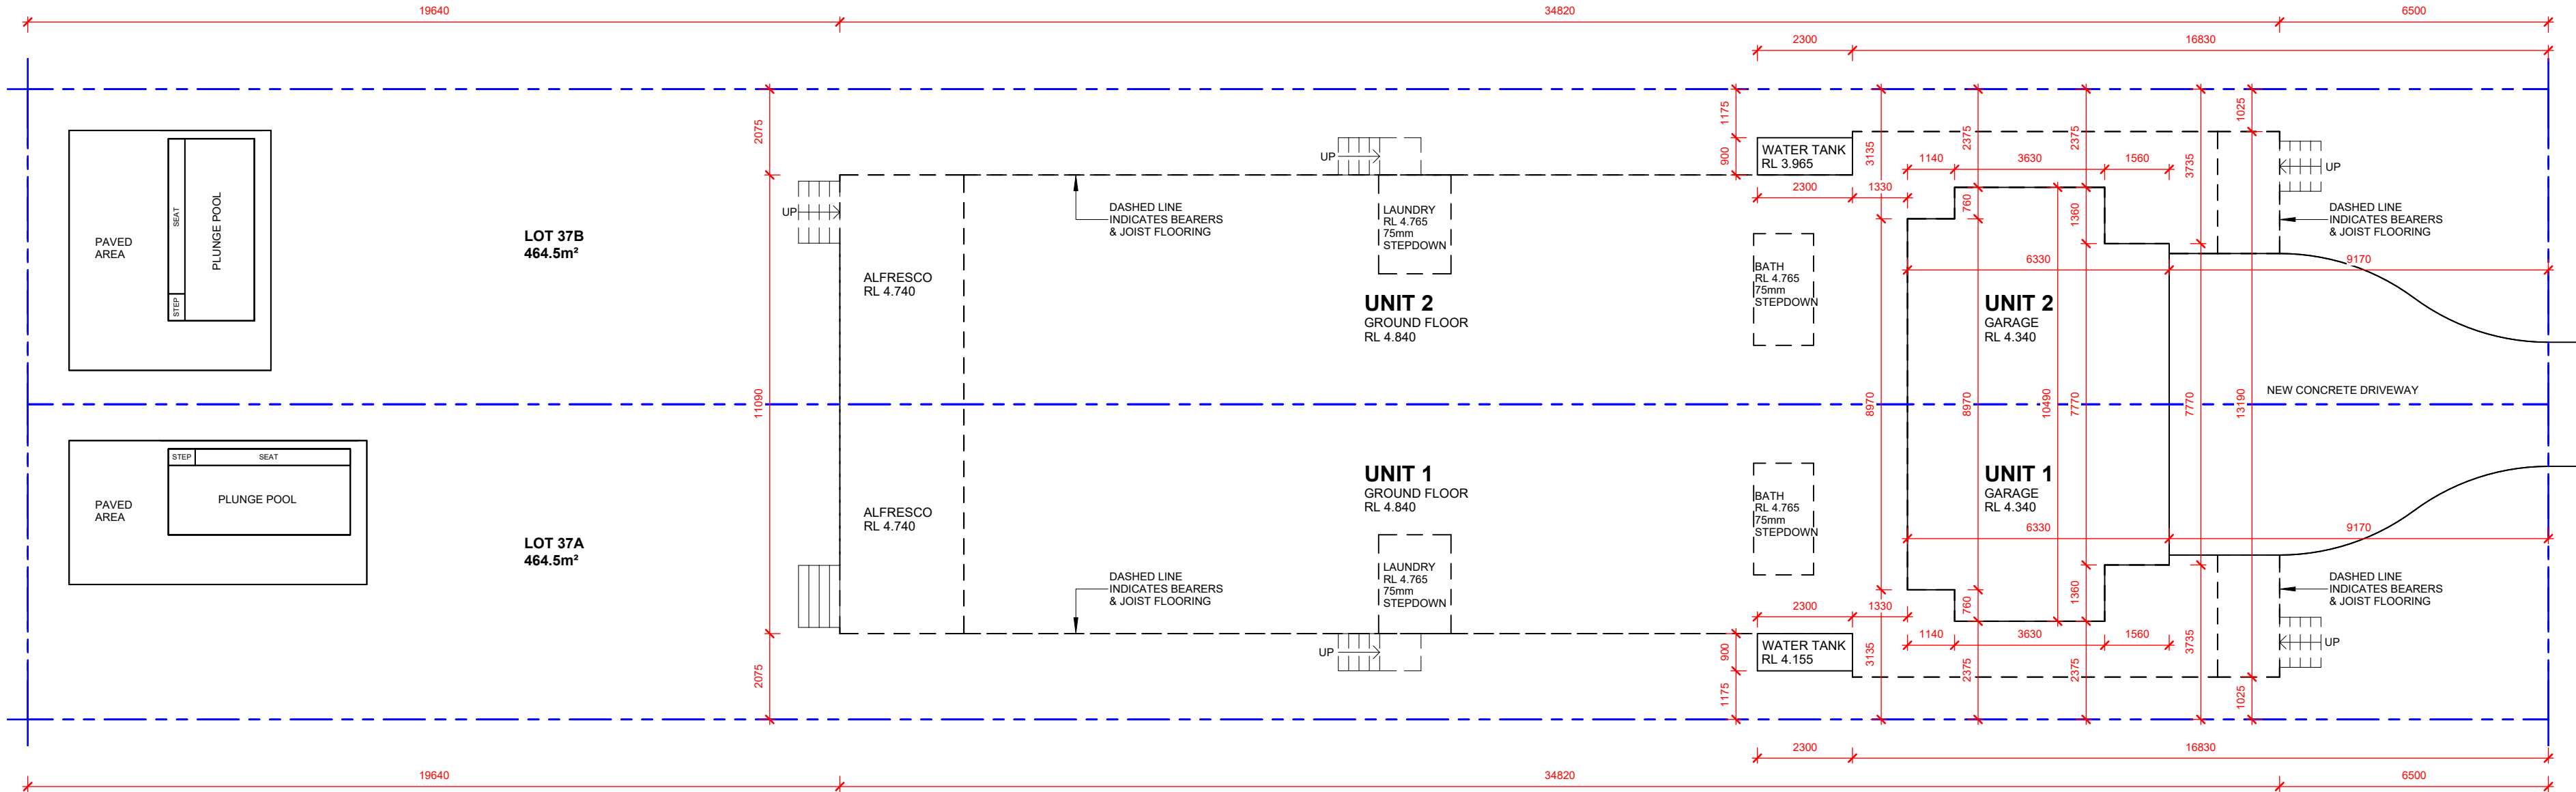 19640
34820
6500
2300
16830
2075
1175
900
3135
2375
2375
3735
1025
UP
WATER TANK
RL 3.965
1140
3630
1560
UP
2300
1330
760
1360
UP
SEAT
PLUNGE POOL
STEP
PAVED
AREA
LOT 37B
464.5m²
DASHED LINE
INDICATES BEARERS
& JOIST FLOORING
LAUNDRY
RL 4.765
75mm
STEPDOWN
DASHED LINE
INDICATES BEARERS
& JOIST FLOORING
ALFRESCO
RL 4.740
BATH
RL 4.765
75mm
STEPDOWN
6330
9170
UNIT 2
GROUND FLOOR
RL 4.840
UNIT 2
GARAGE
RL 4.340
11090
8970
8970
10490
7770
7770
13190
NEW CONCRETE DRIVEWAY
STEP
SEAT
PLUNGE POOL
PAVED
AREA
LOT 37A
464.5m²
ALFRESCO
RL 4.740
UNIT 1
GROUND FLOOR
RL 4.840
BATH
RL 4.765
75mm
STEPDOWN
UNIT 1
GARAGE
RL 4.340
6330
9170
DASHED LINE
INDICATES BEARERS
& JOIST FLOORING
LAUNDRY
RL 4.765
75mm
STEPDOWN
DASHED LINE
INDICATES BEARERS
& JOIST FLOORING
2300
1330
760
1360
UP
WATER TANK
RL 4.155
1140
3630
1560
UP
2075
900
1175
3135
2375
2375
3735
1025
2300
16830
19640
34820
6500